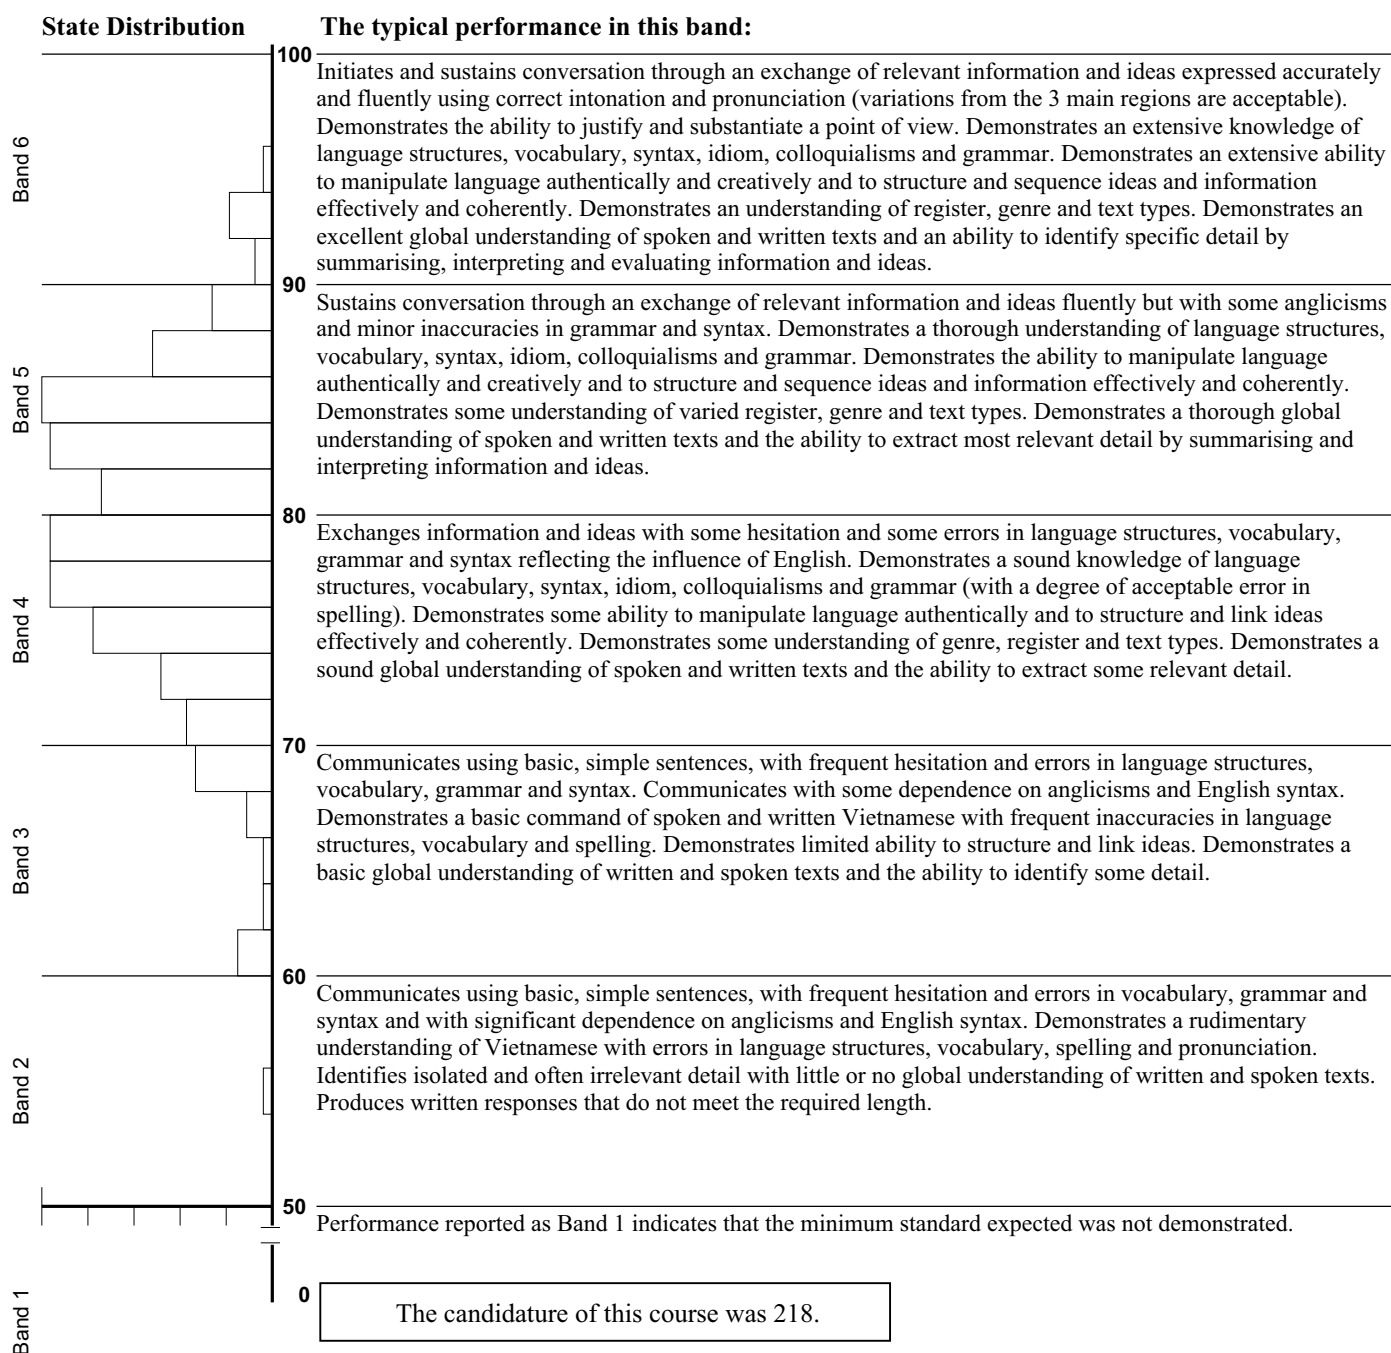 State Distribution
The typical performance in this band:
100
Initiates and sustains conversation through an exchange of relevant information and ideas expressed accurately
and fluently using correct intonation and pronunciation (variations from the 3 main regions are acceptable).
Demonstrates the ability to justify and substantiate a point of view. Demonstrates an extensive knowledge of
language structures, vocabulary, syntax, idiom, colloquialisms and grammar. Demonstrates an extensive ability
to manipulate language authentically and creatively and to structure and sequence ideas and information
effectively and coherently. Demonstrates an understanding of register, genre and text types. Demonstrates an
excellent global understanding of spoken and written texts and an ability to identify specific detail by
summarising, interpreting and evaluating information and ideas.
Band 6
90
Sustains conversation through an exchange of relevant information and ideas fluently but with some anglicisms
and minor inaccuracies in grammar and syntax. Demonstrates a thorough understanding of language structures,
vocabulary, syntax, idiom, colloquialisms and grammar. Demonstrates the ability to manipulate language
authentically and creatively and to structure and sequence ideas and information effectively and coherently.
Demonstrates some understanding of varied register, genre and text types. Demonstrates a thorough global
understanding of spoken and written texts and the ability to extract most relevant detail by summarising and
interpreting information and ideas.
Band 5
80
Exchanges information and ideas with some hesitation and some errors in language structures, vocabulary,
grammar and syntax reflecting the influence of English. Demonstrates a sound knowledge of language
structures, vocabulary, syntax, idiom, colloquialisms and grammar (with a degree of acceptable error in
spelling). Demonstrates some ability to manipulate language authentically and to structure and link ideas
effectively and coherently. Demonstrates some understanding of genre, register and text types. Demonstrates a
sound global understanding of spoken and written texts and the ability to extract some relevant detail.
Band 4
70
Communicates using basic, simple sentences, with frequent hesitation and errors in language structures,
vocabulary, grammar and syntax. Communicates with some dependence on anglicisms and English syntax.
Demonstrates a basic command of spoken and written Vietnamese with frequent inaccuracies in language
structures, vocabulary and spelling. Demonstrates limited ability to structure and link ideas. Demonstrates a
basic global understanding of written and spoken texts and the ability to identify some detail.
Band 3
60
Communicates using basic, simple sentences, with frequent hesitation and errors in vocabulary, grammar and
syntax and with significant dependence on anglicisms and English syntax. Demonstrates a rudimentary
understanding of Vietnamese with errors in language structures, vocabulary, spelling and pronunciation.
Identifies isolated and often irrelevant detail with little or no global understanding of written and spoken texts.
Produces written responses that do not meet the required length.
Band 2
50
Performance reported as Band 1 indicates that the minimum standard expected was not demonstrated.
0
The candidature of this course was 218.
Band 1